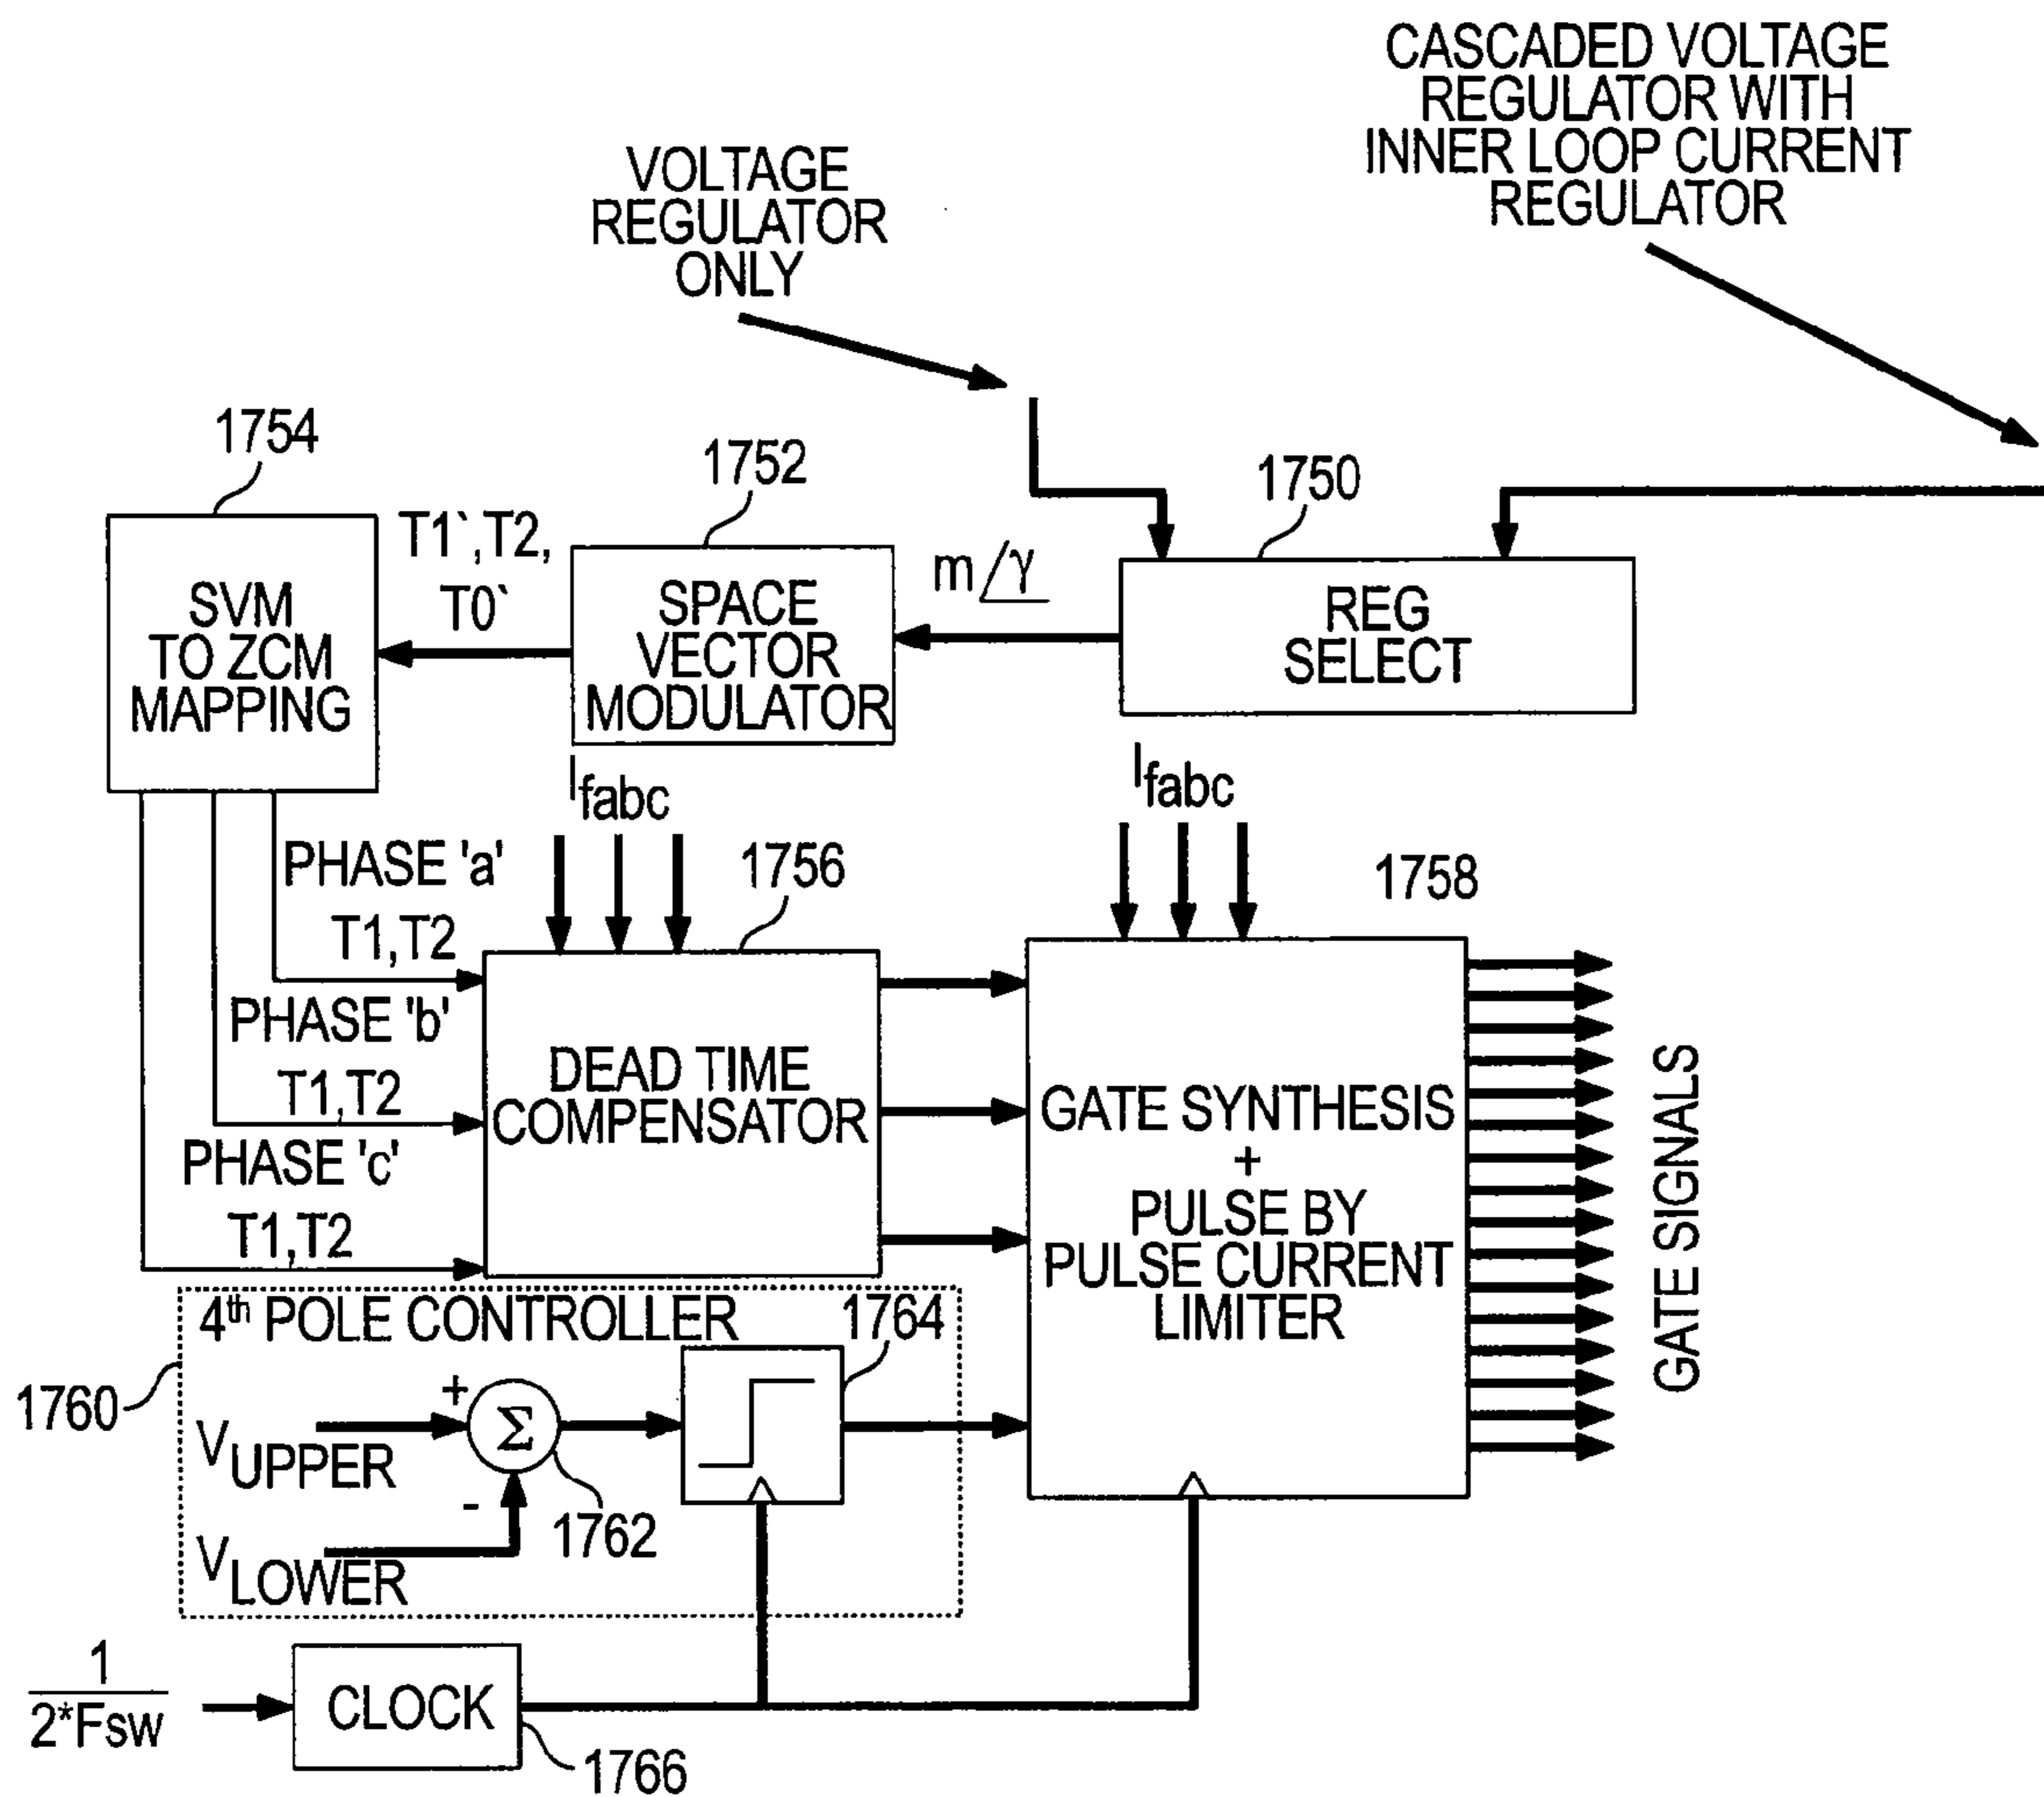 CASCADED VOLTAGE
REGULATOR WITH
INNER LOOP CURRENT
REGULATOR
VOLTAGE
REGULATOR
ONLY
1754
1752
1750
SVM
TO ZCM
MAPPING
T1`,T2,
T0`
SPACE
VECTOR
MODULATOR
m/γ
REG
SELECT
Ifabc
Ifabc
PHASE 'a'
T1,T2
PHASE 'b'
T1,T2
PHASE 'c'
T1,T2
1756
1758
DEAD TIME
COMPENSATOR
GATE SYNTHESIS
+
PULSE BY
PULSE CURRENT
LIMITER
GATE SIGNALS
4th POLE CONTROLLER
1764
1760
+
VUPPER
Σ
-
1762
VLOWER
1
2*Fsw
CLOCK
1766